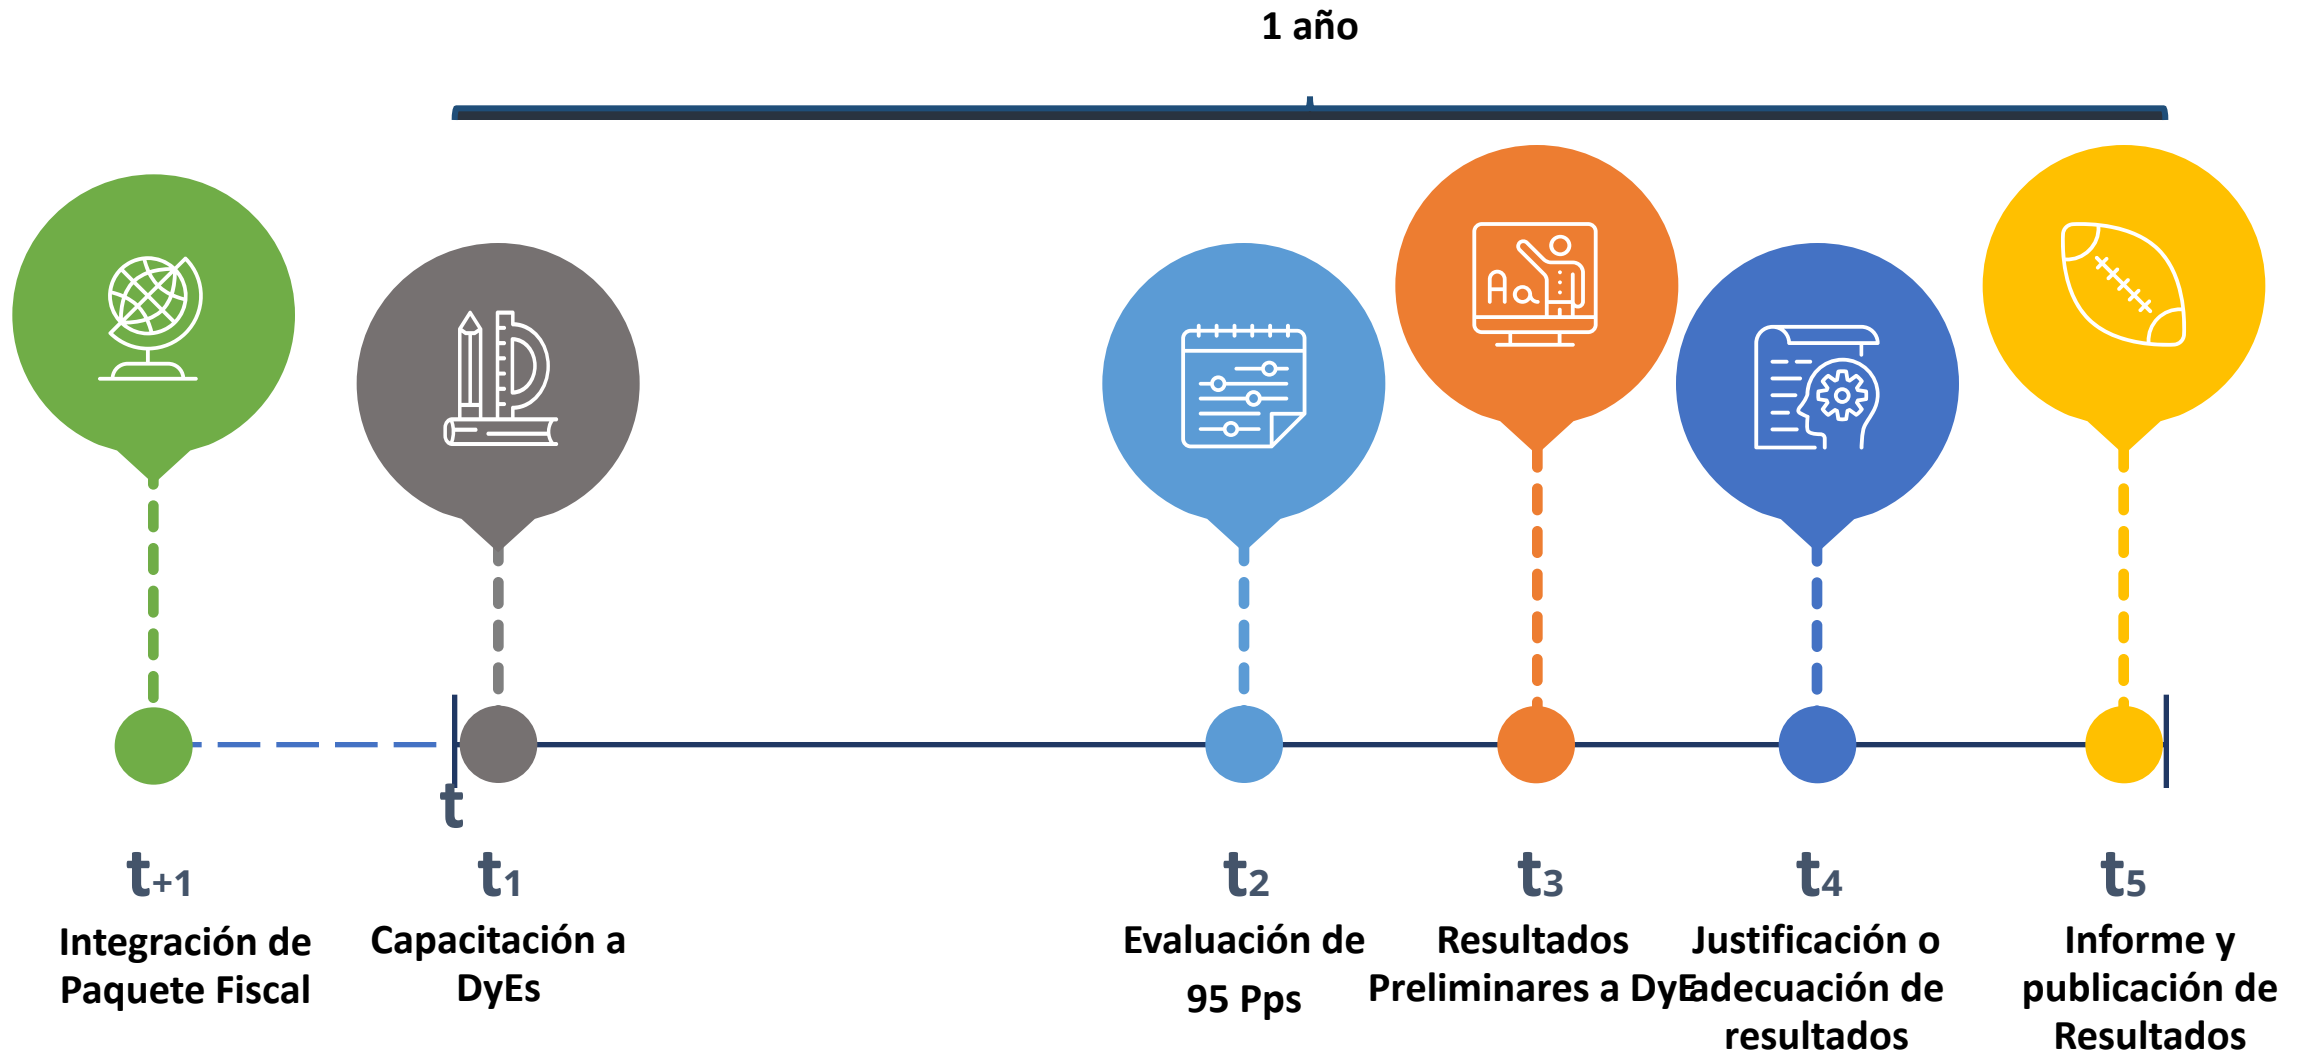 1 año
t
t+1
Integración de
Paquete Fiscal
t1
Capacitación a
DyEs
t2
Evaluación de
95 Pps
t3
Resultados
Preliminares a DyE
t4
Justificación o
adecuación de
resultados
t5
Informe y
publicación de
Resultados
Aa